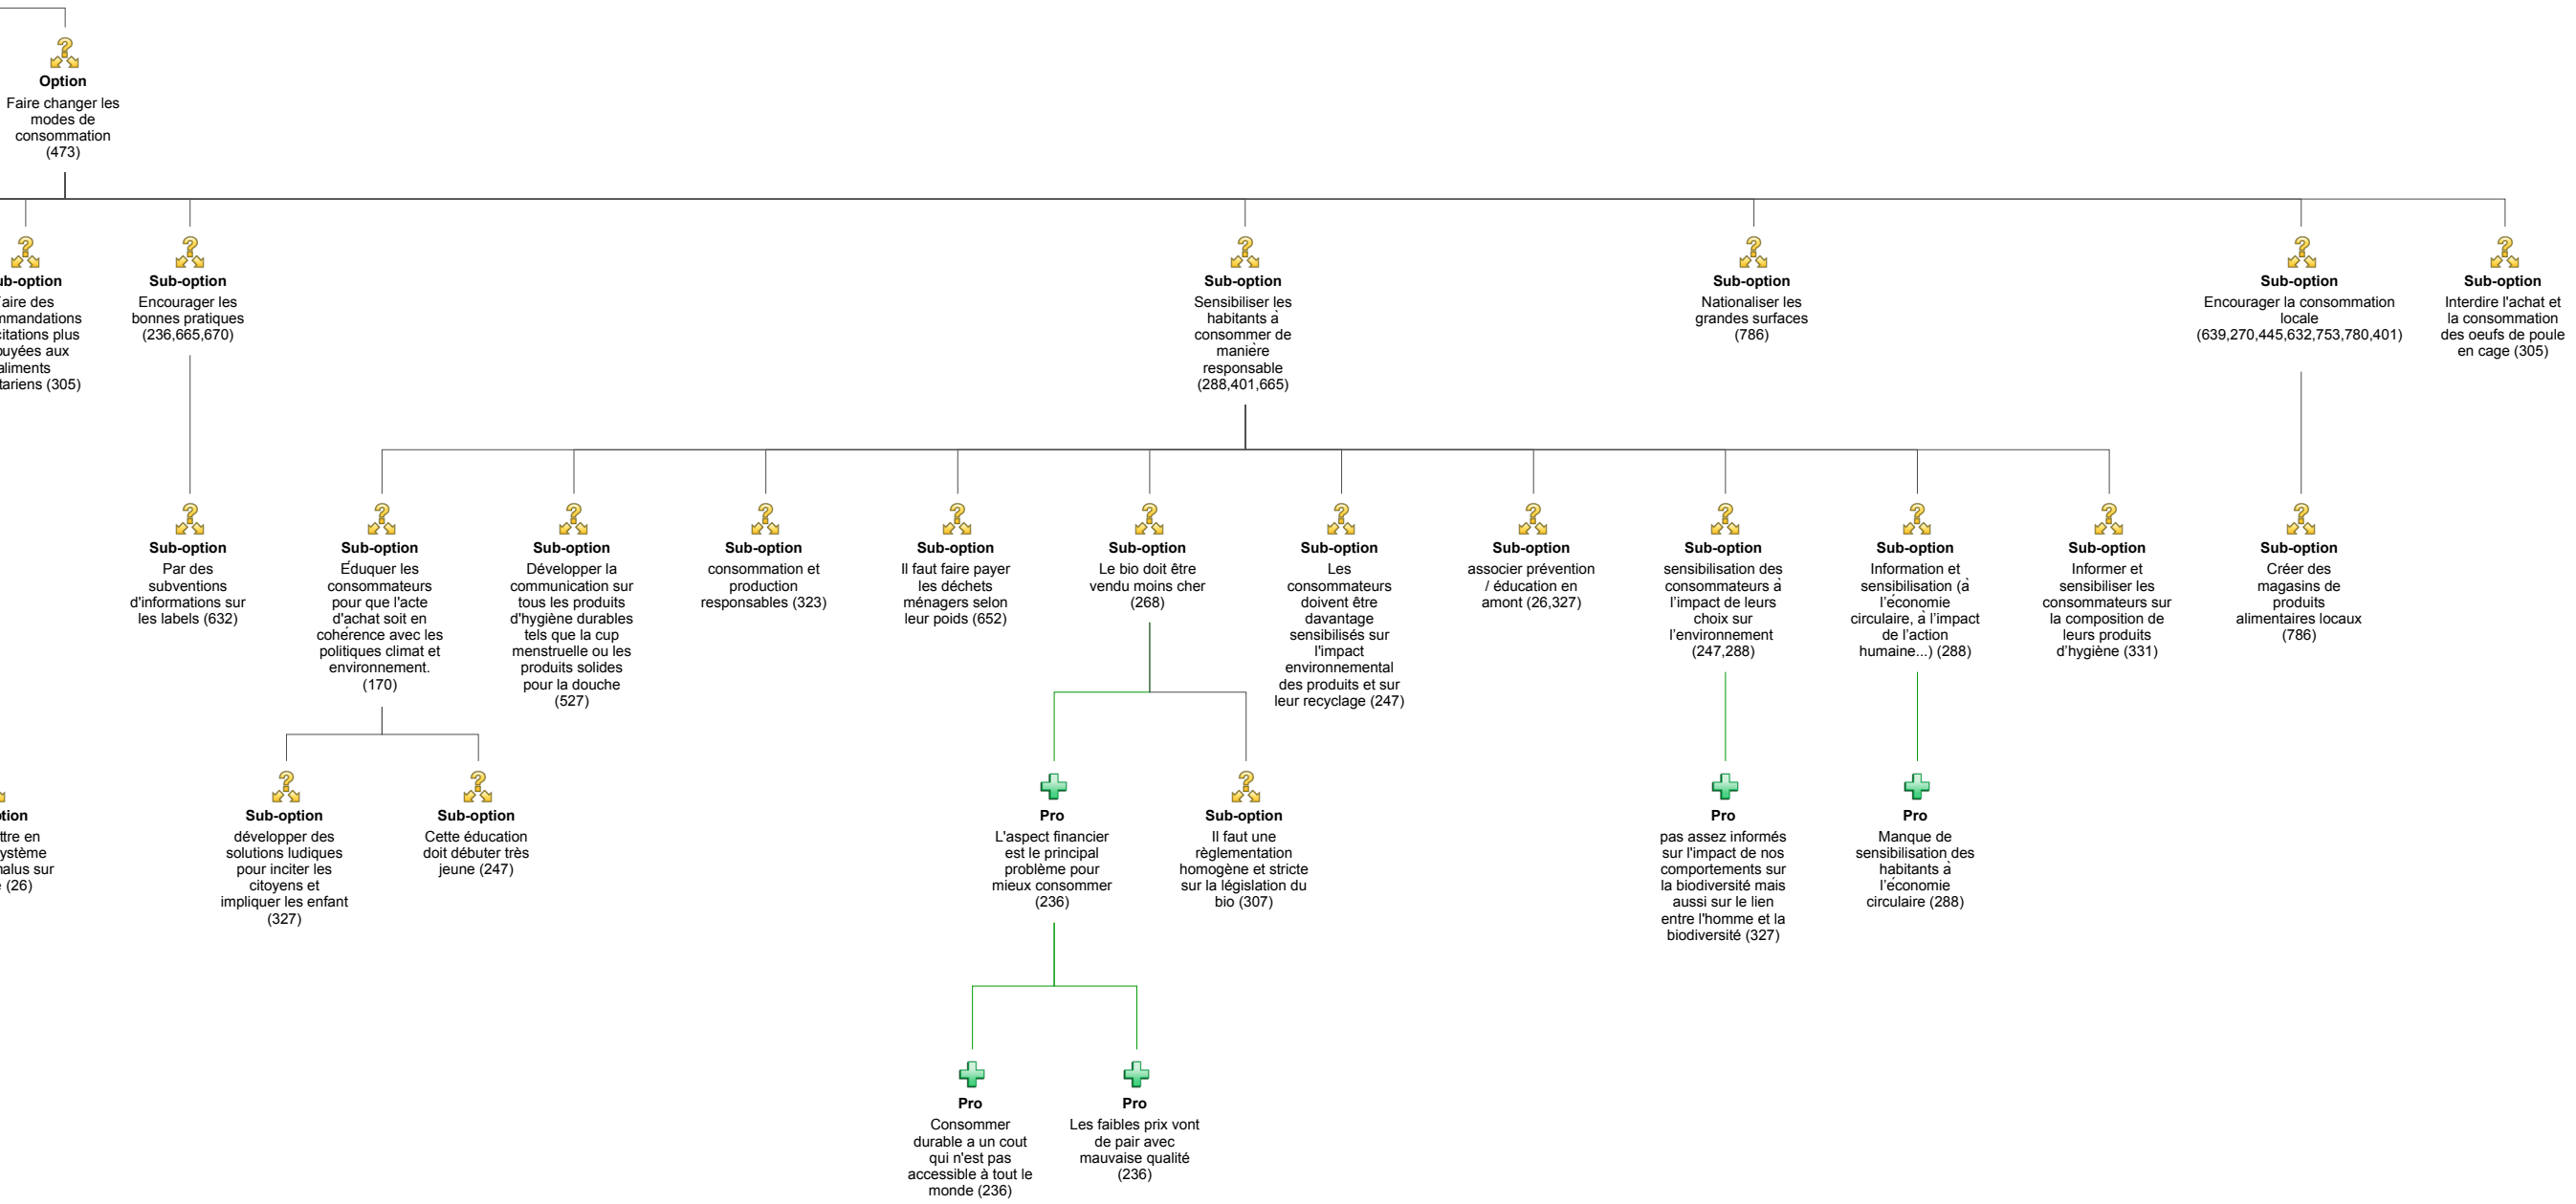 Option
Faire changer les
modes de
consommation
(473)
aire des
citations plus
aux
aliments
(305)
Sub-option
Encourager les
bonnes pratiques
(236,665,670)
Sub-option
Sensibiliser les
habitants à
consommer de
manière
responsable
(288,401,665)
Sub-option
Nationaliser les
grandes surfaces
(786)
Sub-option
Encourager la consommation
locale
(639,270,445,632,753,780,401)
Sub-option
Interdire l'achat et
la consommation
des oeufs de poule
en cage (305)
Sub-option
Par des
subventions
d'informations sur
les labels (632)
Sub-option
Éduquer les
consommateurs
pour que l'acte
d'achat soit en
cohérence avec les
politiques climat et
environnement.
(170)
Sub-option
Développer la
communication sur
tous les produits
d'hygiène durables
tels que la cup
menstruelle ou les
produits solides
pour la douche
(527)
Sub-option
consommation et
production
responsables (323)
Sub-option
Il faut faire payer
les déchets
ménagers selon
leur poids (652)
Sub-option
Le bio doit être
vendu moins cher
(268)
Sub-option
Les
consommateurs
doivent être
davantage
sensibilisés sur
l'impact
environnemental
des produits et sur
leur recyclage (247)
Sub-option
associer prévention
/ éducation en
amont (26,327)
Sub-option
sensibilisation des
consommateurs à
l’impact de leurs
choix sur
l’environnement
(247,288)
Sub-option
Information et
sensibilisation (à
l’économie
circulaire, à l’impact
de l’action
humaine...) (288)
Sub-option
Informer et
sensibiliser les
consommateurs sur
la composition de
leurs produits
d’hygiène (331)
Sub-option
Créer des
magasins de
produits
alimentaires locaux
(786)
en
sur
(26)
Sub-option
développer des
solutions ludiques
pour inciter les
citoyens et
impliquer les enfant
(327)
Sub-option
Cette éducation
doit débuter très
jeune (247)
Pro
L'aspect financier
est le principal
problème pour
mieux consommer
(236)
Sub-option
Il faut une
règlementation
homogène et stricte
sur la législation du
bio (307)
Pro
pas assez informés
sur l'impact de nos
comportements sur
la biodiversité mais
aussi sur le lien
entre l'homme et la
biodiversité (327)
Pro
Manque de
sensibilisation des
habitants à
l’économie
circulaire (288)
Pro
Consommer
durable a un cout
qui n'est pas
accessible à tout le
monde (236)
Pro
Les faibles prix vont
de pair avec
mauvaise qualité
(236)